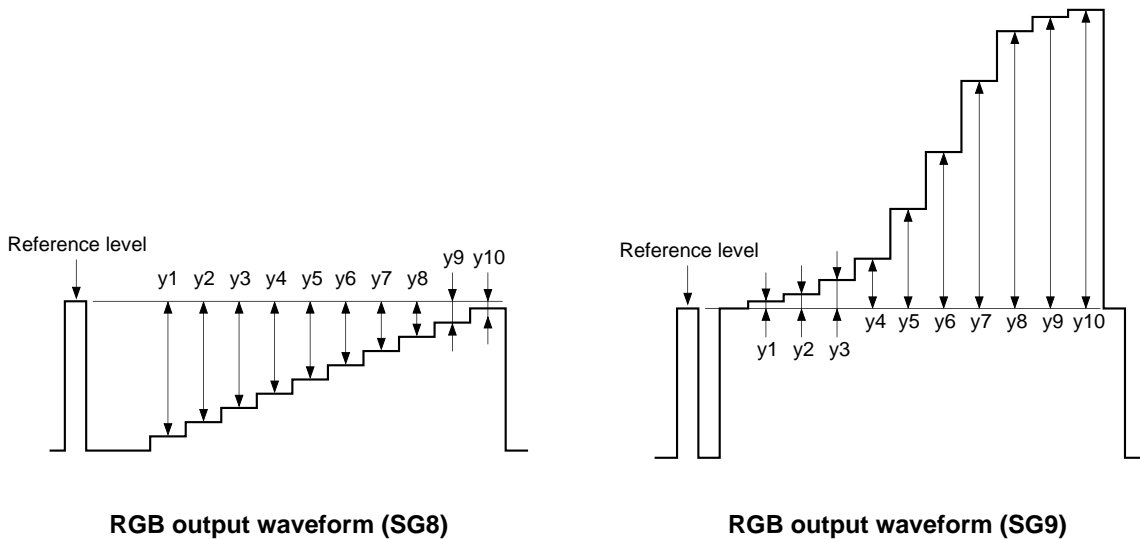 Reference level
y1 y2 y3 y4 y5 y6 y7 y8 y9 y10
RGB output waveform (SG8)
Reference level
y1 y2 y3 y4 y5 y6 y7 y8 y9 y10
RGB output waveform (SG9)